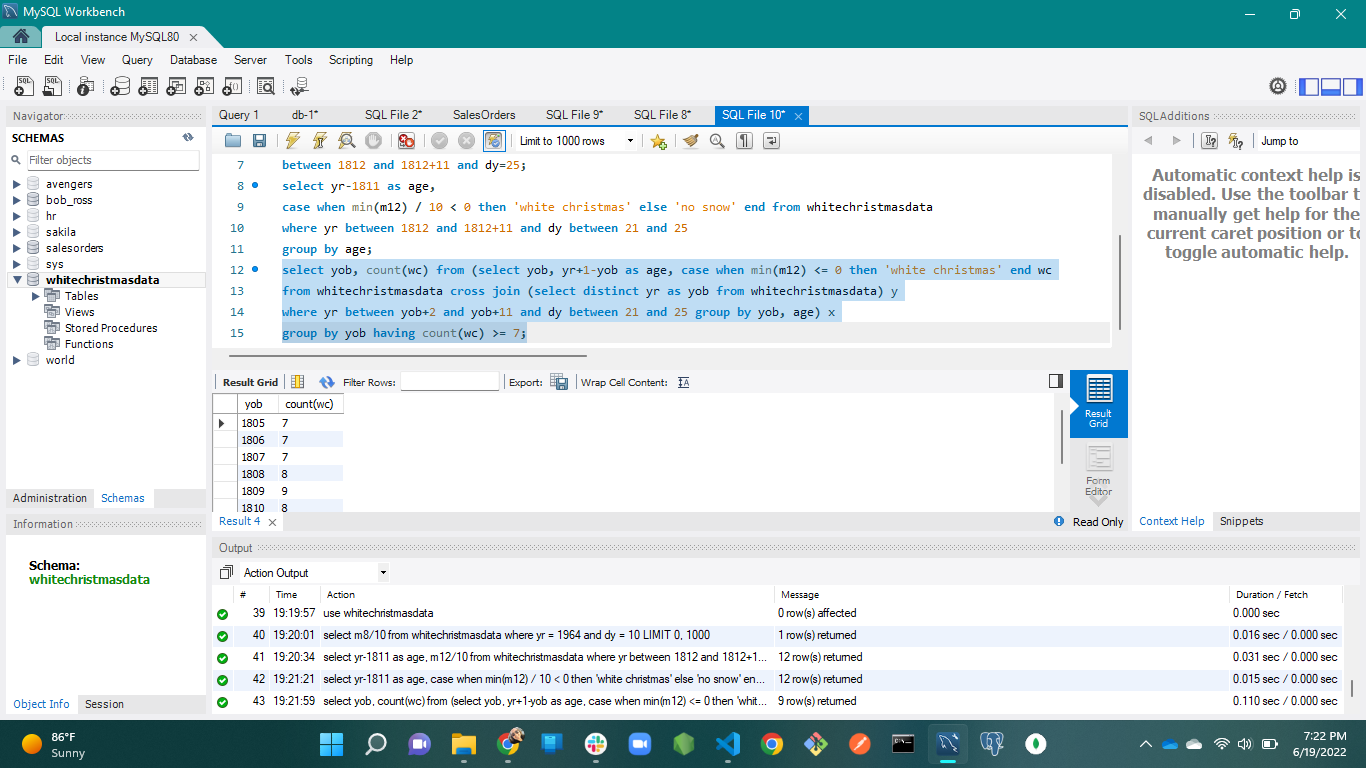 MySQL Workbench
Local instance MySQL80
File Edit View Query Database Server Tools Scripting Help
Navigator
SCHEMAS
Filter objects
avengers
bob_ross
hr
sakila
salesorders
sys
whitechristmasdata
Tables
Views
Stored Procedures
Functions
world
Administration Schemas
Information
Schema:
whitechristmasdata
Object Info Session
Query 1 db-1* SQL File 2* SalesOrders SQL File 9* SQL File 8* SQL File 10*
Limit to 1000 rows
7 between 1812 and 1812+11 and dy=25;
8 select yr-1811 as age,
9 case when min(m12) / 10 < 0 then 'white christmas' else 'no snow' end from whitechristmasdata
10 where yr between 1812 and 1812+11 and dy between 21 and 25
11 group by age;
12 select yob, count(wc) from (select yob, yr+1-yob as age, case when min(m12) <= 0 then 'white christmas' end wc
13 from whitechristmasdata cross join (select distinct yr as yob from whitechristmasdata) y
14 where yr between yob+2 and yob+11 and dy between 21 and 25 group by yob, age) x
15 group by yob having count(wc) >= 7;
Result Grid Filter Rows: Export: Wrap Cell Content:
yob count(wc)
1805 7
1806 7
1807 7
1808 8
1809 9
1810 8
Result Grid
Form Editor
Result 4
Read Only
SQLAdditions
Jump to
Automatic context help is
disabled. Use the toolbar t
manually get help for the
current caret position or to
toggle automatic help.
Context Help Snippets
Output
Action Output
# Time Action Message Duration / Fetch
39 19:19:57 use whitechristmasdata 0 row(s) affected 0.000 sec
40 19:20:01 select m8/10 from whitechristmasdata where yr = 1964 and dy = 10 LIMIT 0, 1000 1 row(s) returned 0.016 sec / 0.000 sec
41 19:20:34 select yr-1811 as age, m12/10 from whitechristmasdata where yr between 1812 and 1812+1... 12 row(s) returned 0.031 sec / 0.000 sec
42 19:21:21 select yr-1811 as age, case when min(m12) / 10 < 0 then 'white christmas' else 'no snow' en... 12 row(s) returned 0.015 sec / 0.000 sec
43 19:21:59 select yob, count(wc) from (select yob, yr+1-yob as age, case when min(m12) <= 0 then 'whit... 9 row(s) returned 0.110 sec / 0.000 sec
86°F
Sunny
7:22 PM
6/19/2022